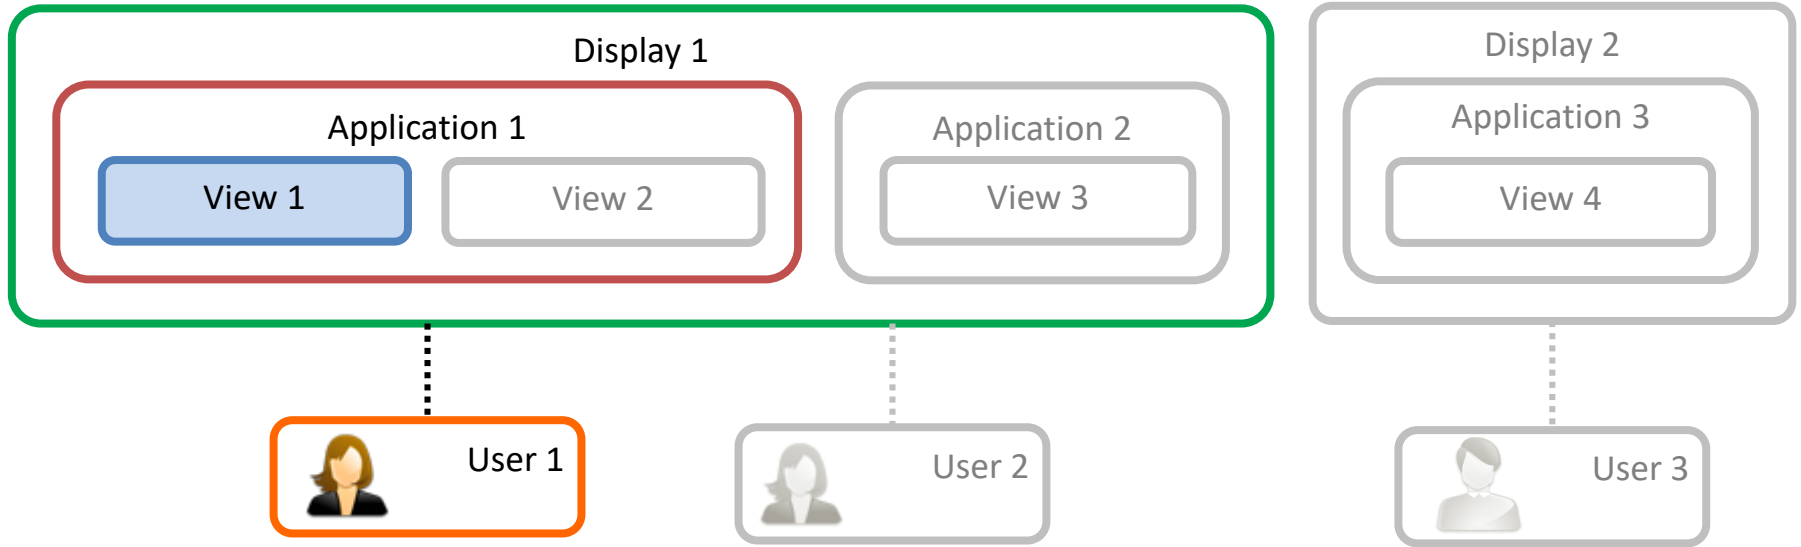 Display 1
Application 1
View 1
View 2
Application 2
View 3
Display 2
Application 3
View 4
User 1
User 2
User 3